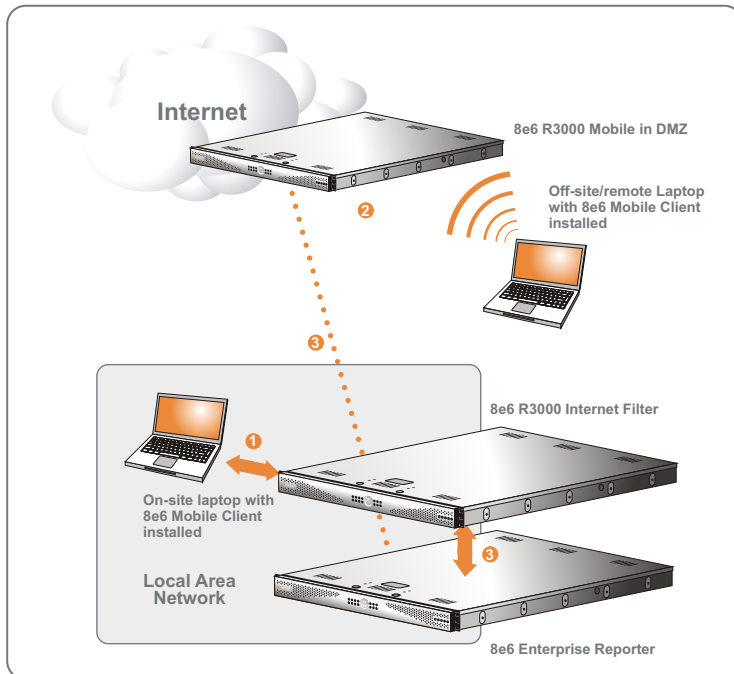 Internet
8e6 R3000 Mobile in DMZ
2
Off-site/remote Laptop
with 8e6 Mobile Client
installed
3
8e6 R3000 Internet Filter
1
On-site laptop with
8e6 Mobile Client
installed
3
Local Area
Network
8e6 Enterprise Reporter